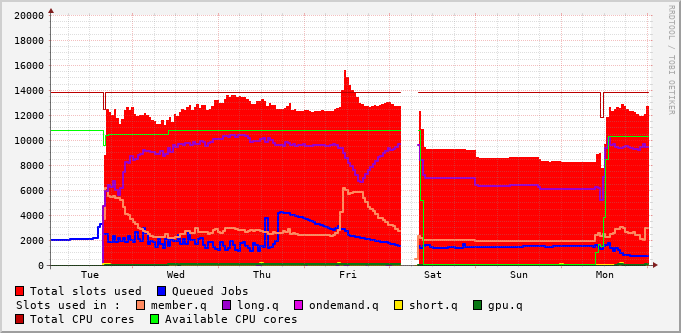 20000
18000
16000
14000
12000
10000
8000
6000
4000
2000
0
Tue Wed Thu Fri Sat Sun Mon
RRDTOOL / TOBI OETIKER
Total slots used Queued Jobs
Slots used in : member.q long.q ondemand.q short.q gpu.q
Total CPU cores Available CPU cores